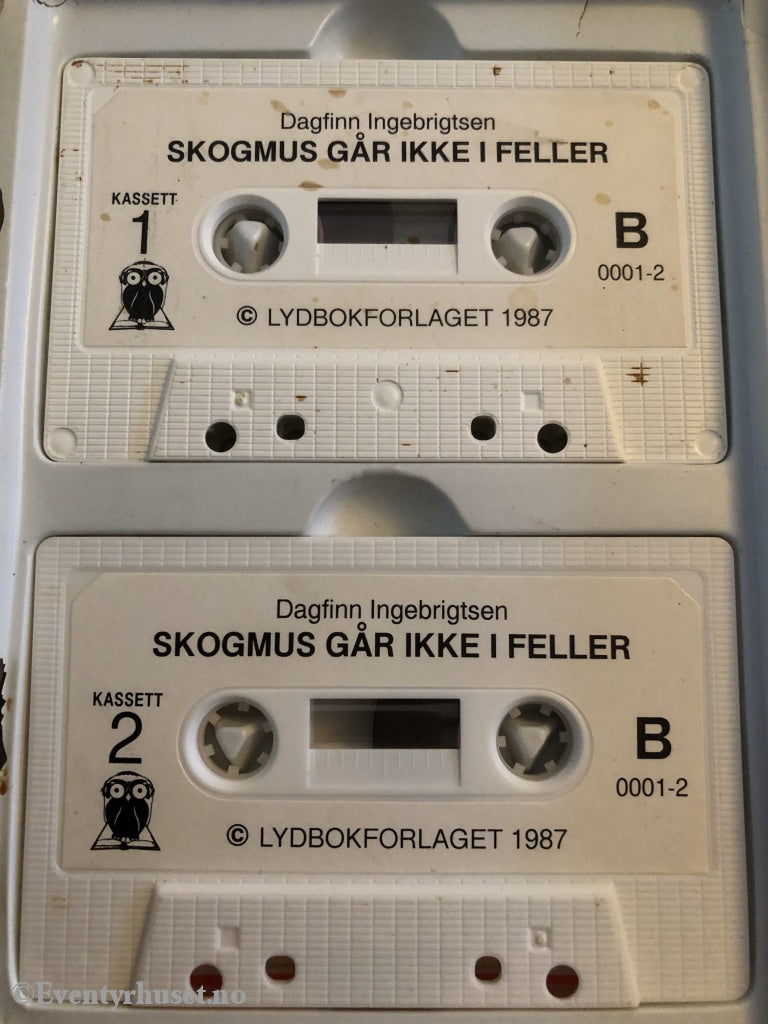 Dagfinn Ingebrigtsen
SKOGMUS GÅR IKKE I FELLER
KASSETT
1
B
0001-2
© LYDBOKFORLAGET 1987
Dagfinn Ingebrigtsen
SKOGMUS GÅR IKKE I FELLER
KASSETT
2
B
0001-2
© LYDBOKFORLAGET 1987
©Eventyrhuset.no